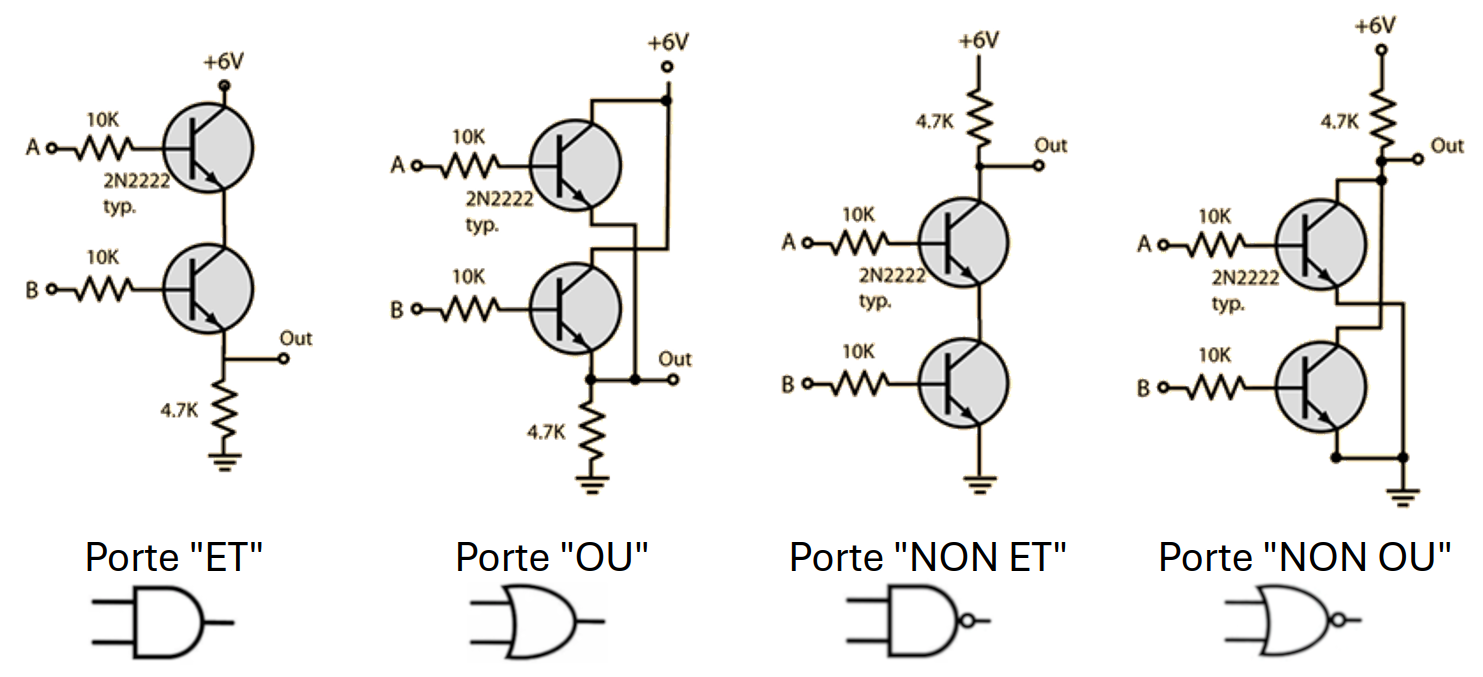 +6V
10K
A
2N2222
typ.
10K
B
Out
4.7K
Porte "ET"
+6V
10K
A
2N2222
typ.
10K
B
Out
4.7K
Porte "OU"
+6V
4.7K
Out
10K
A
2N2222
typ.
10K
B
Porte "NON ET"
+6V
4.7K
Out
10K
A
2N2222
typ.
10K
B
Porte "NON OU"